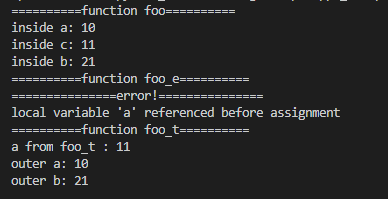 ==========function foo==========
inside a: 10
inside c: 11
inside b: 21
==========function foo_e==========
===============error!===============
local variable 'a' referenced before assignment
==========function foo_t==========
a from foo_t : 11
outer a: 10
outer b: 21